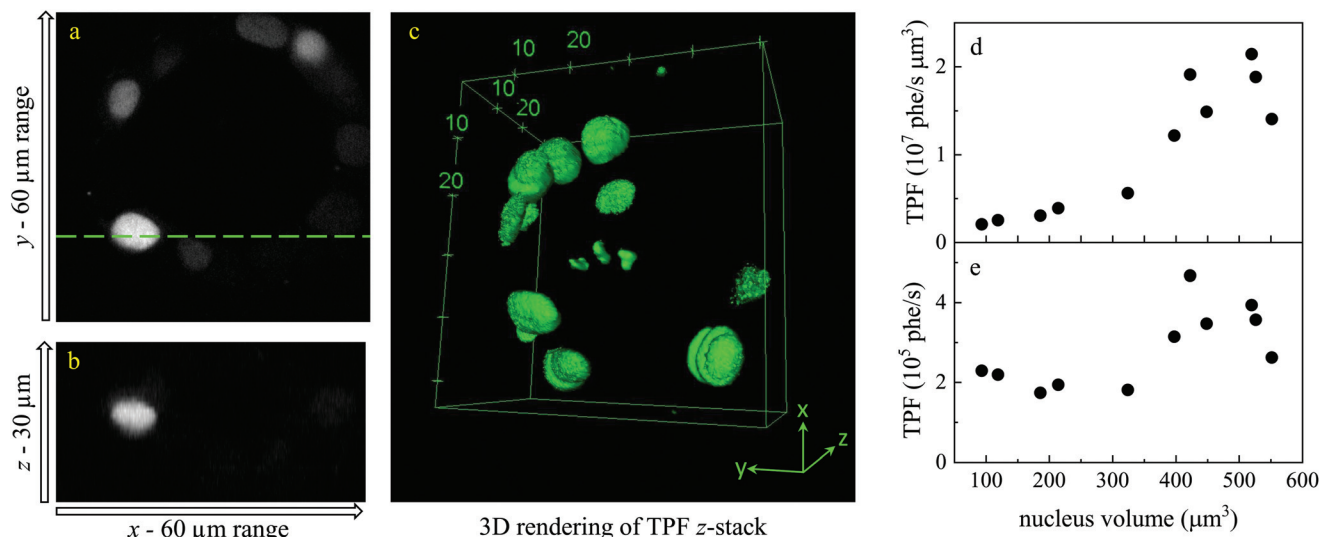 a
y - 60 μm range
b
z - 30 μm
x - 60 μm range
c
10
20
10
20
10
20
x
y
z
3D rendering of TPF z-stack
d
TPF (10⁷ phe/s μm³)
2
1
0
e
TPF (10⁵ phe/s)
4
2
0
100 200 300 400 500 600
nucleus volume (μm³)